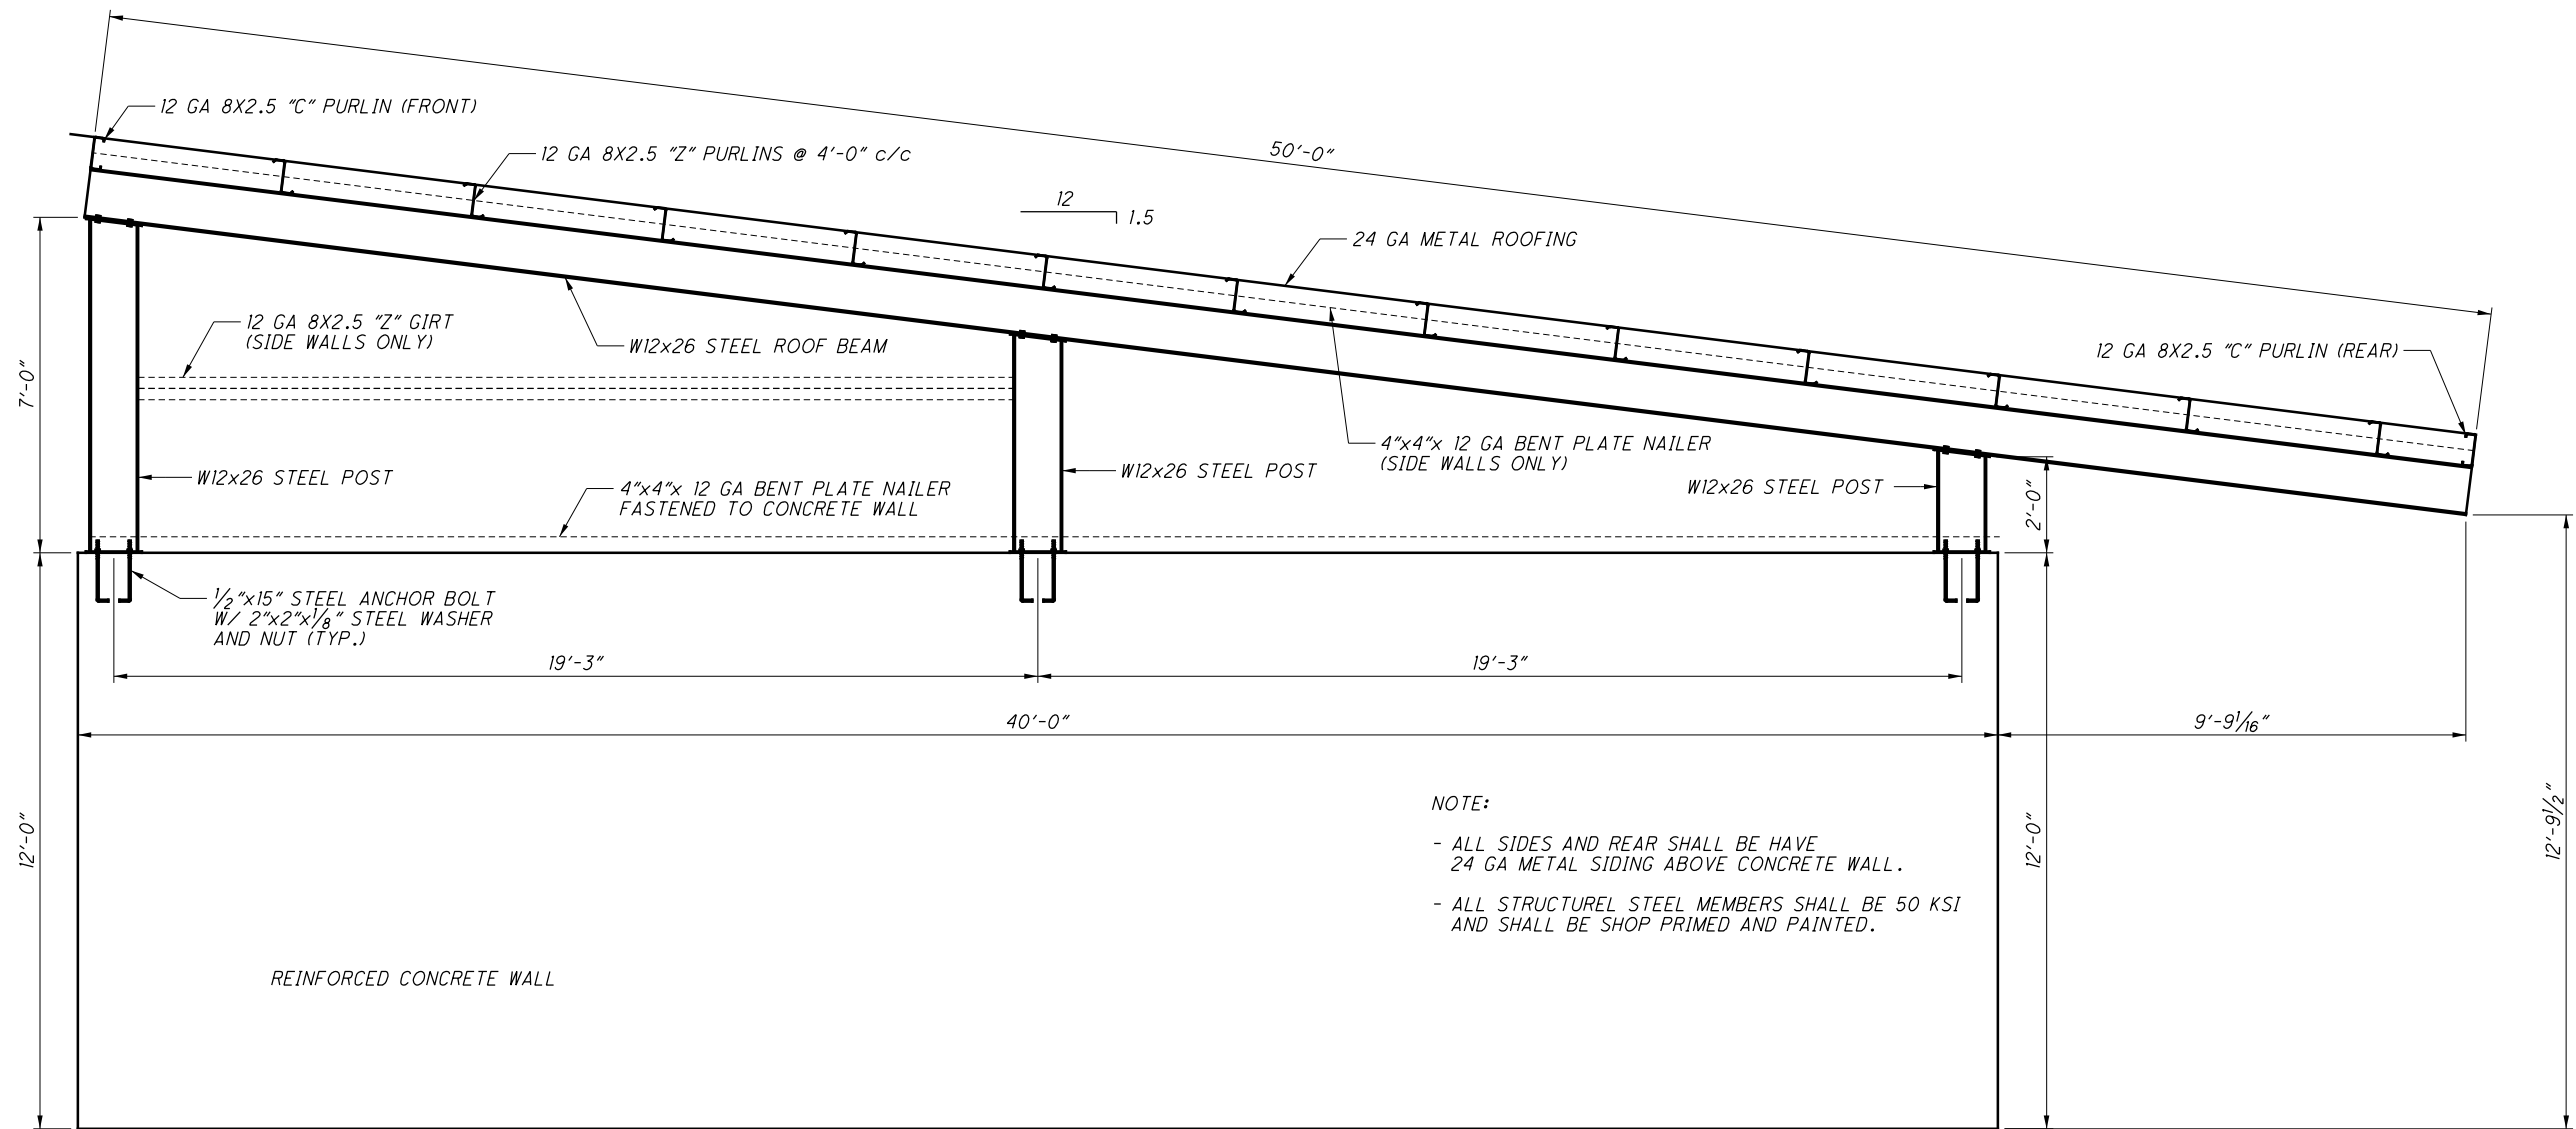 12 GA 8X2.5 "C" PURLIN (FRONT)
12 GA 8X2.5 "Z" PURLINS @ 4'-0" c/c
50'-0"
12
1.5
24 GA METAL ROOFING
12 GA 8X2.5 "Z" GIRT
(SIDE WALLS ONLY)
W12x26 STEEL ROOF BEAM
12 GA 8X2.5 "C" PURLIN (REAR)
7'-0"
4"x4"x 12 GA BENT PLATE NAILER
(SIDE WALLS ONLY)
W12x26 STEEL POST
W12x26 STEEL POST
W12x26 STEEL POST
4"x4"x 12 GA BENT PLATE NAILER
FASTENED TO CONCRETE WALL
2'-0"
1/2"x15" STEEL ANCHOR BOLT
W/ 2"x2"x1/8" STEEL WASHER
AND NUT (TYP.)
19'-3"
19'-3"
40'-0"
9'-9 1/16"
12'-0"
12'-0"
12'-9 1/2"
NOTE:
- ALL SIDES AND REAR SHALL BE HAVE
24 GA METAL SIDING ABOVE CONCRETE WALL.
- ALL STRUCTUREL STEEL MEMBERS SHALL BE 50 KSI
AND SHALL BE SHOP PRIMED AND PAINTED.
REINFORCED CONCRETE WALL